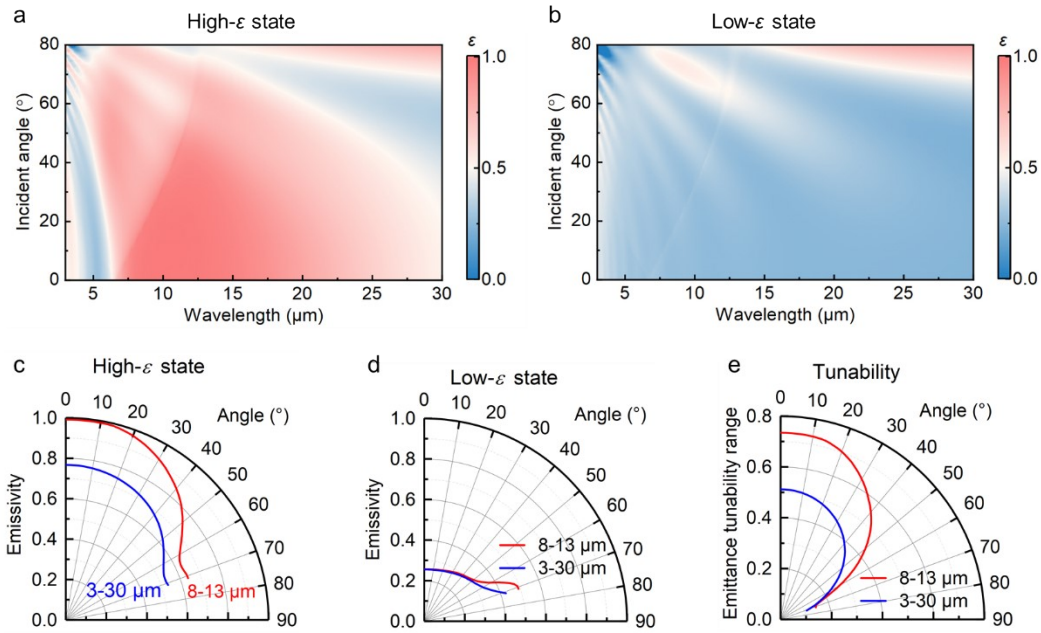 a
High-ε state
80
60
40
20
0
Incident angle (°)
5
10
15
20
25
30
Wavelength (μm)
ε
1.0
0.5
0.0
b
Low-ε state
80
60
40
20
0
Incident angle (°)
5
10
15
20
25
30
Wavelength (μm)
ε
1.0
0.5
0.0
c
High-ε state
0
10
20
30
40
50
60
70
80
90
Angle (°)
1.0
0.8
0.6
0.4
0.2
0.0
Emissivity
3-30 μm
8-13 μm
d
Low-ε state
0
10
20
30
40
50
60
70
80
90
Angle (°)
1.0
0.8
0.6
0.4
0.2
0.0
Emissivity
8-13 μm
3-30 μm
e
Tunability
0
10
20
30
40
50
60
70
80
90
Angle (°)
0.8
0.6
0.4
0.2
0.0
Emittance tunability range
8-13 μm
3-30 μm